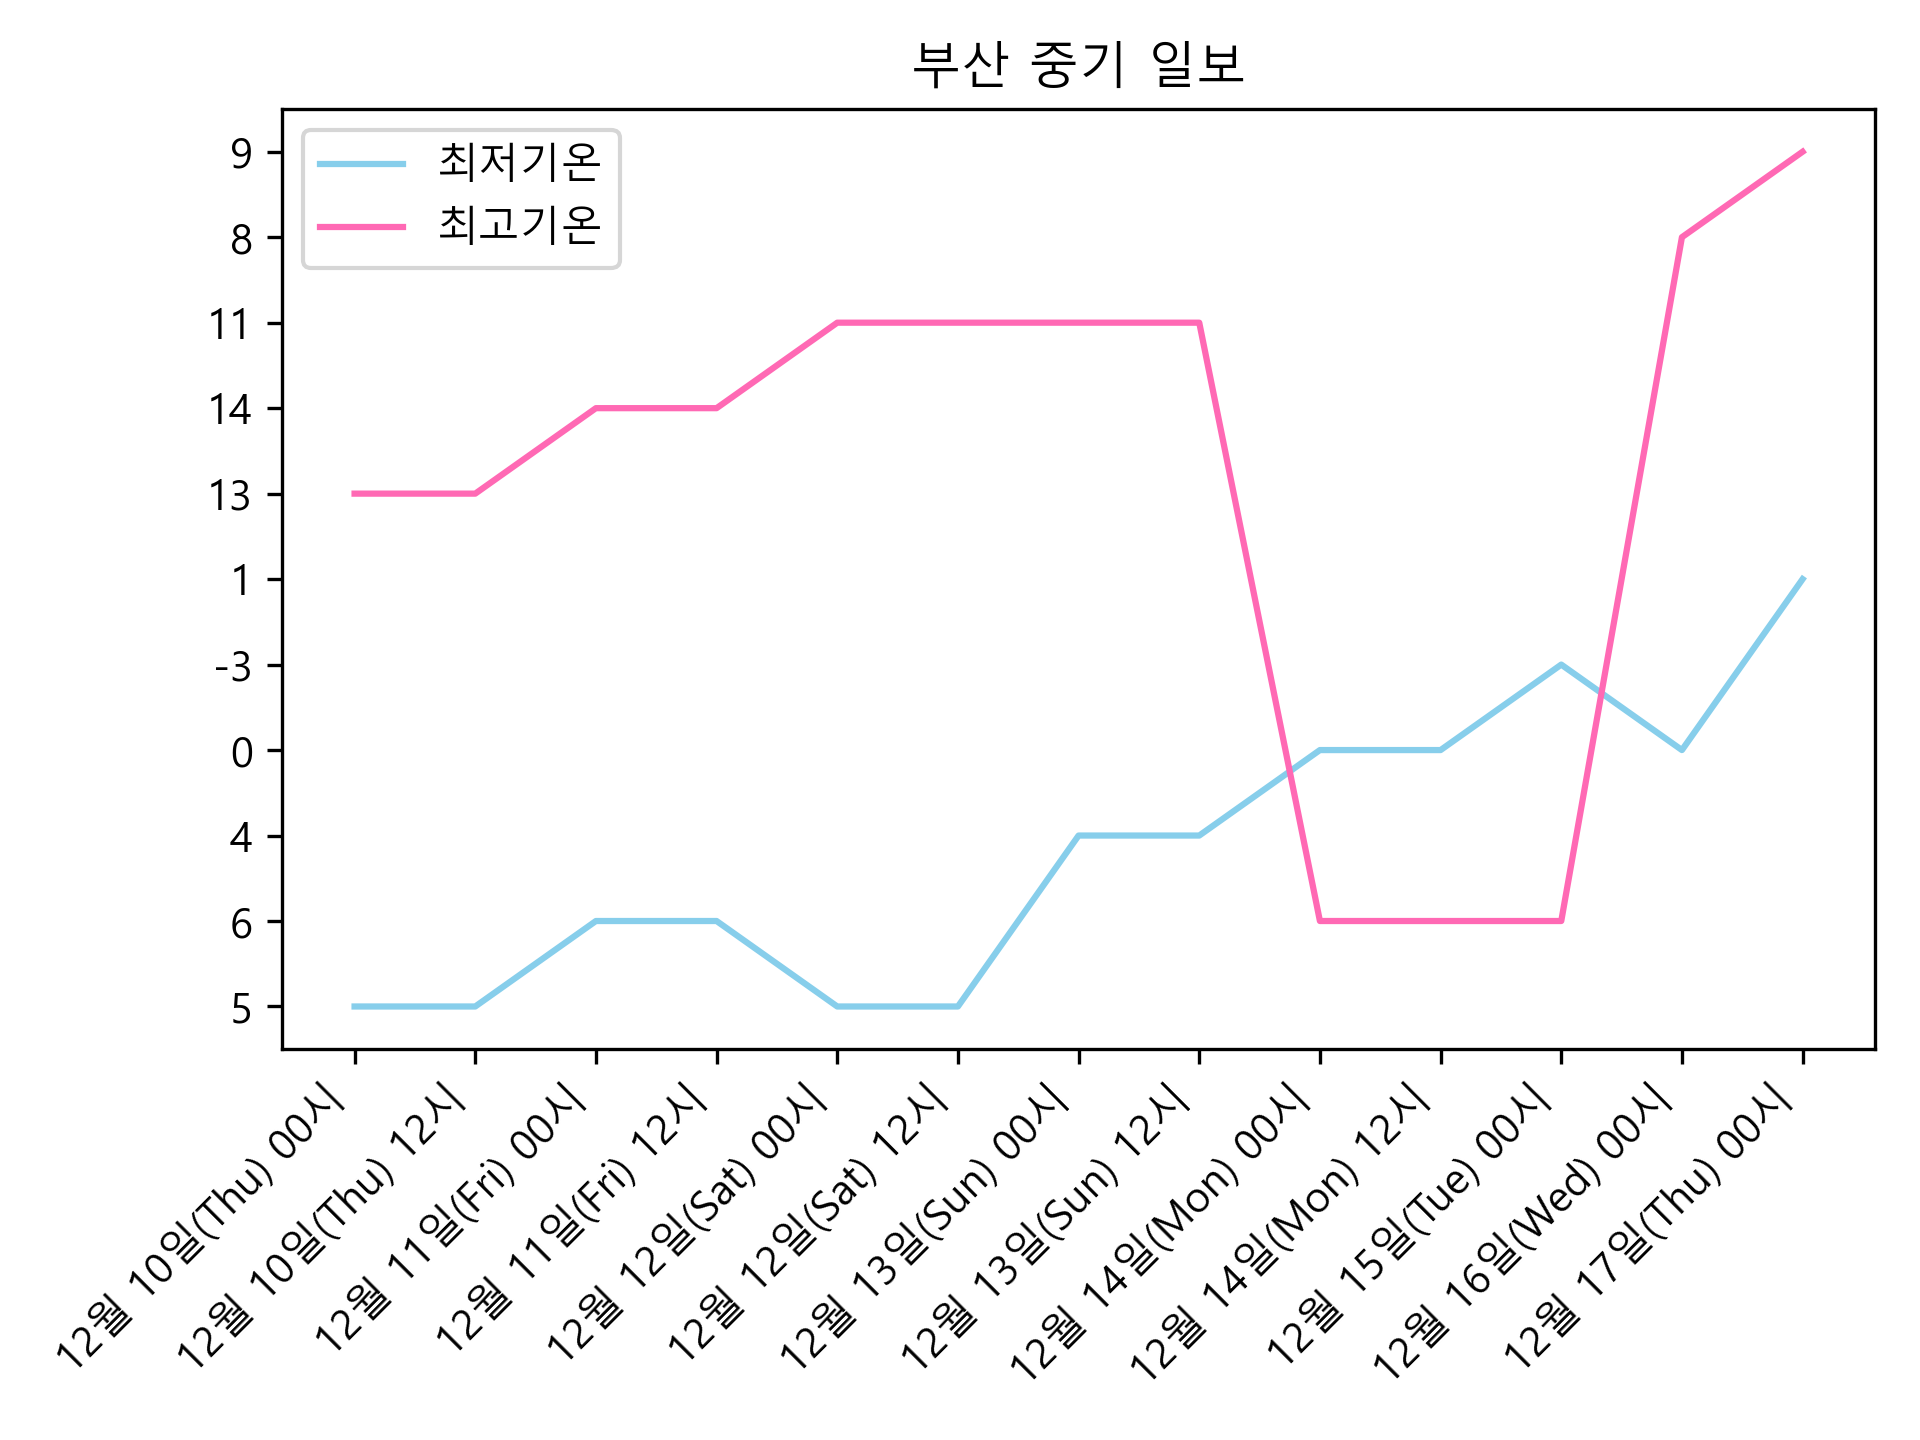 부산 중기 일보
최저기온
최고기온
9
8
11
14
13
1
-3
0
4
6
5
12월 10일(Thu) 00시
12월 10일(Thu) 12시
12월 11일(Fri) 00시
12월 11일(Fri) 12시
12월 12일(Sat) 00시
12월 12일(Sat) 12시
12월 13일(Sun) 00시
12월 13일(Sun) 12시
12월 14일(Mon) 00시
12월 14일(Mon) 12시
12월 15일(Tue) 00시
12월 16일(Wed) 00시
12월 17일(Thu) 00시